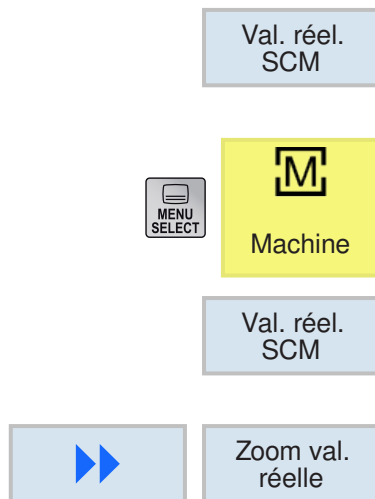 Val. réel.
SCM
M
MENU
SELECT
Machine
Val. réel.
SCM
Zoom val.
réelle